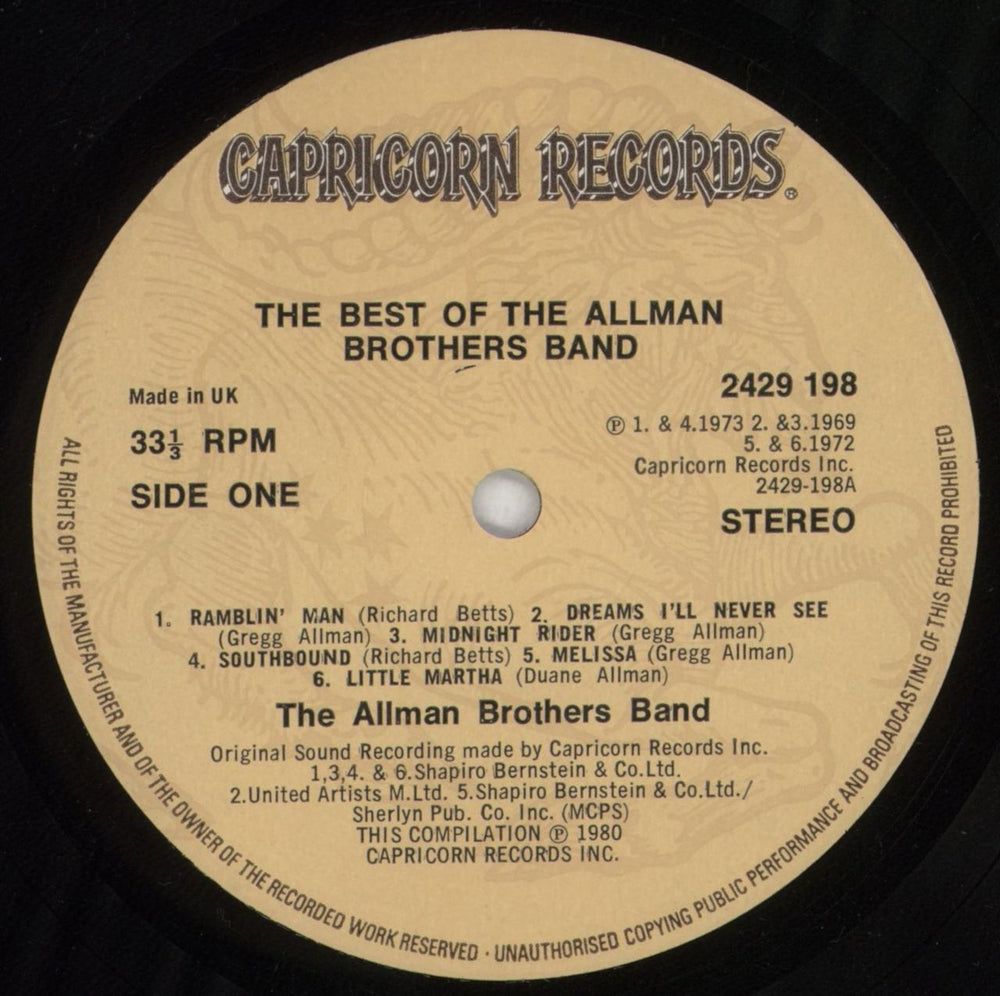 CAPRICORN RECORDS®
THE BEST OF THE ALLMAN
BROTHERS BAND
Made in UK
33⅓ RPM
SIDE ONE
2429 198
℗ 1. & 4.1973 2. &3.1969
5. & 6.1972
Capricorn Records Inc.
2429-198A
STEREO
1. RAMBLIN' MAN (Richard Betts) 2. DREAMS I'LL NEVER SEE
(Gregg Allman) 3. MIDNIGHT RIDER (Gregg Allman)
4. SOUTHBOUND (Richard Betts) 5. MELISSA (Gregg Allman)
6. LITTLE MARTHA (Duane Allman)
The Allman Brothers Band
Original Sound Recording made by Capricorn Records Inc.
1,3,4. & 6.Shapiro Bernstein & Co.Ltd.
2.United Artists M.Ltd. 5.Shapiro Bernstein & Co.Ltd./
Sherlyn Pub. Co. Inc. (MCPS)
THIS COMPILATION ℗ 1980
CAPRICORN RECORDS INC.
ALL RIGHTS OF THE MANUFACTURER AND OF THE OWNER OF THE RECORDED WORK RESERVED · UNAUTHORISED COPYING PUBLIC PERFORMANCE AND BROADCASTING OF THIS RECORD PROHIBITED